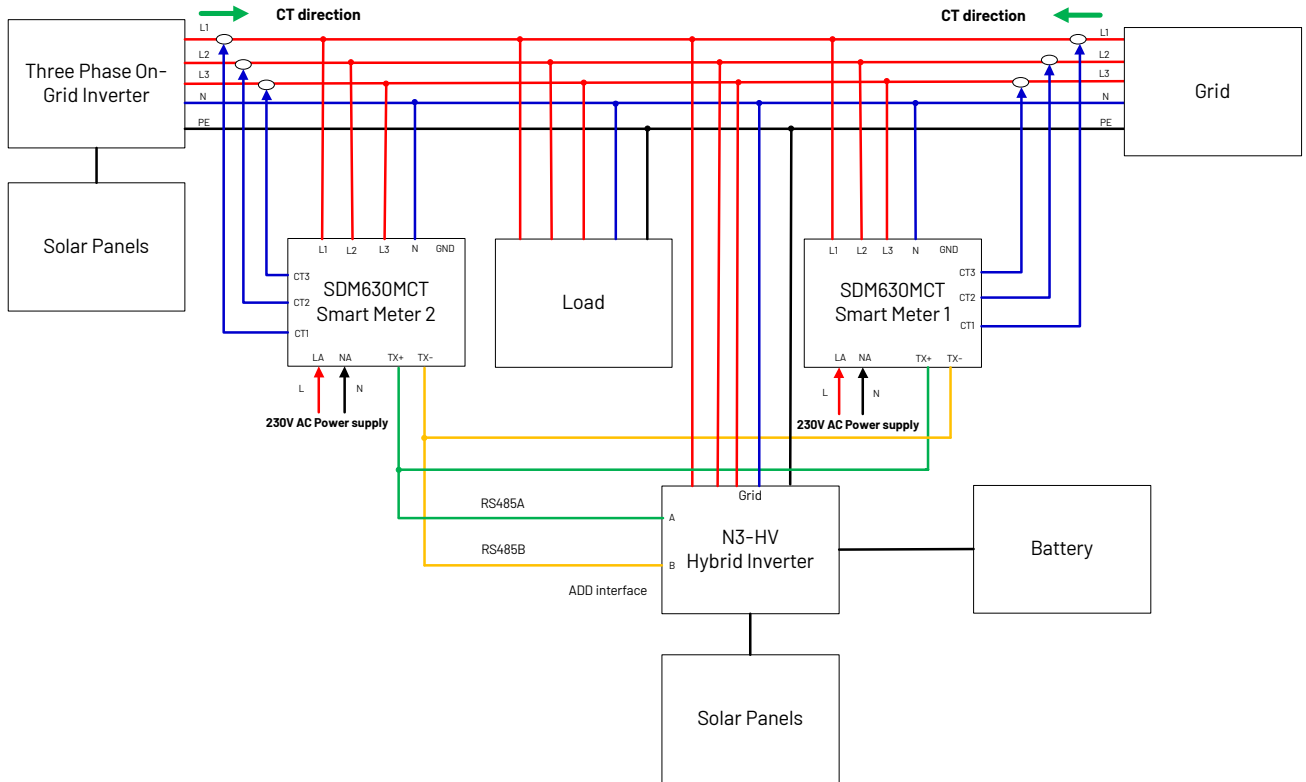 CT direction
CT direction
L1
L2
L3
N
PE
Three Phase On-
Grid Inverter
L1
L2
L3
N
PE
Grid
Solar Panels
L1 L2 L3 N GND
CT3
CT2
CT1
SDM630MCT
Smart Meter 2
LA NA TX+ TX-
L N
230V AC Power supply
Load
L1 L2 L3 N GND
CT3
CT2
CT1
SDM630MCT
Smart Meter 1
LA NA TX+ TX-
L N
230V AC Power supply
RS485A
RS485B
ADD interface
Grid
A
B
N3-HV
Hybrid Inverter
Battery
Solar Panels